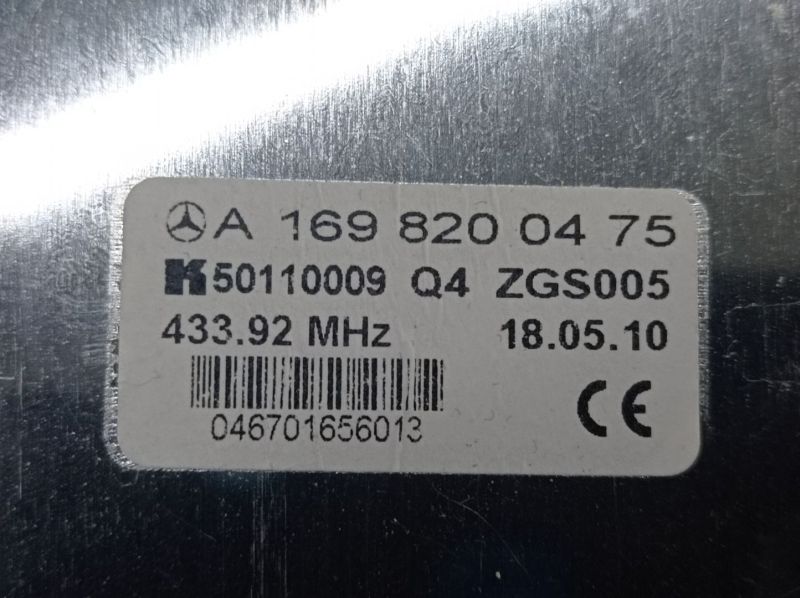 A 169 820 04 75
K 50110009 Q4 ZGS005
433.92 MHz 18.05.10
CE
046701656013